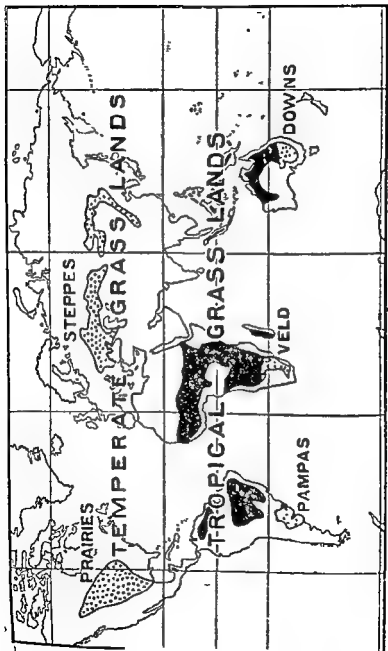 STEPPES
PRAIRIES
TEMPERATE GRASS LANDS
TROPICAL — GRASS LANDS
VELD
DOWNS
PAMPAS